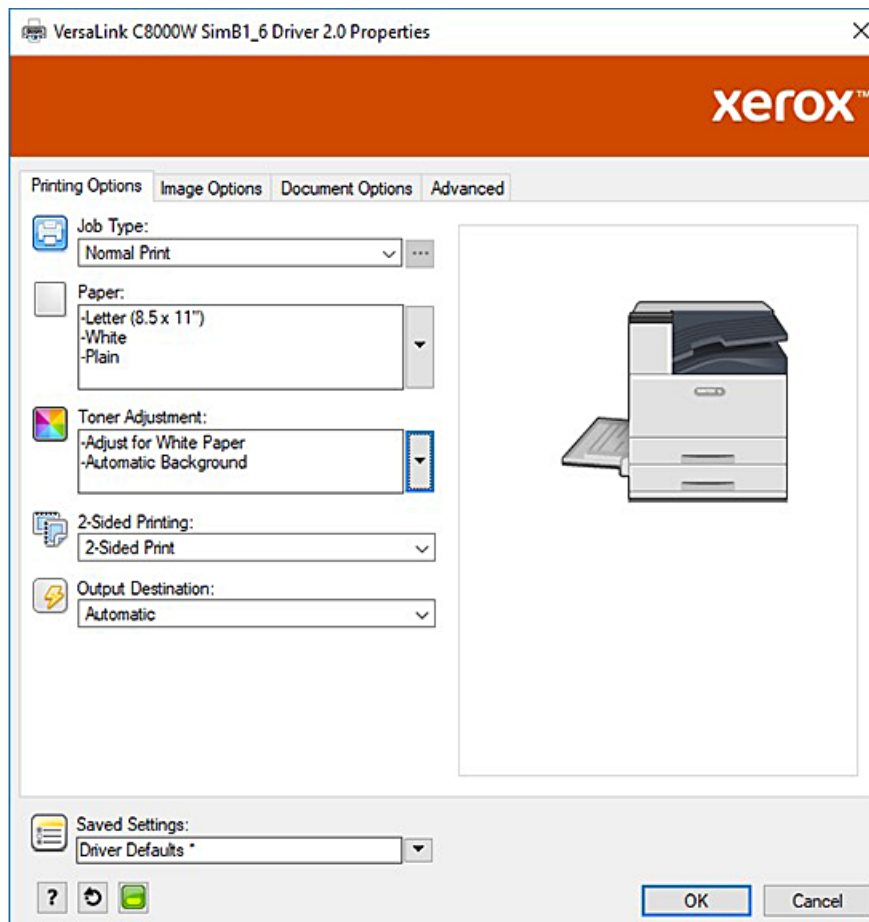 VersaLink C8000W SimB1_6 Driver 2.0 Properties
xerox™
Printing Options Image Options Document Options Advanced
Job Type:
Normal Print
Paper:
-Letter (8.5 x 11")
-White
-Plain
Toner Adjustment:
-Adjust for White Paper
-Automatic Background
2-Sided Printing:
2-Sided Print
Output Destination:
Automatic
Saved Settings:
Driver Defaults *
?
OK Cancel